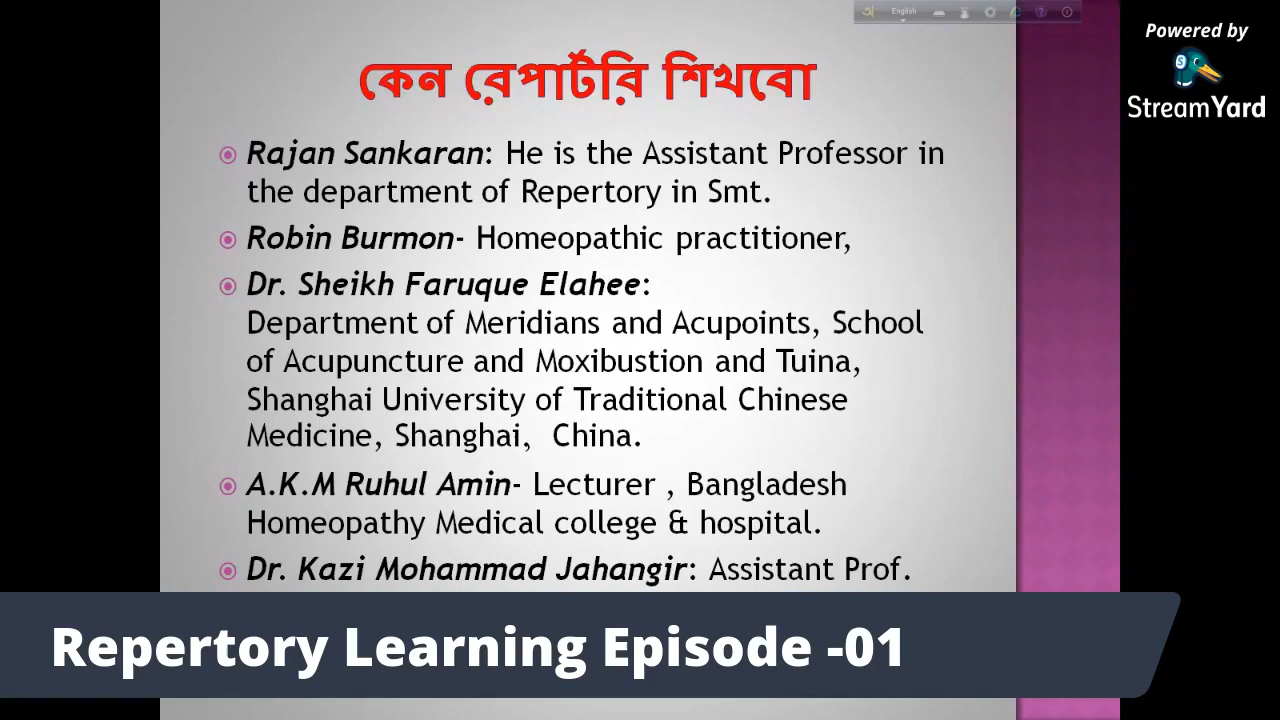 English
Powered by
StreamYard
কেন রেপার্টরি শিখবো
Rajan Sankaran: He is the Assistant Professor in
the department of Repertory in Smt.
Robin Burmon- Homeopathic practitioner,
Dr. Sheikh Faruque Elahee:
Department of Meridians and Acupoints, School
of Acupuncture and Moxibustion and Tuina,
Shanghai University of Traditional Chinese
Medicine, Shanghai, China.
A.K.M Ruhul Amin- Lecturer , Bangladesh
Homeopathy Medical college & hospital.
Dr. Kazi Mohammad Jahangir: Assistant Prof.
Repertory Learning Episode -01